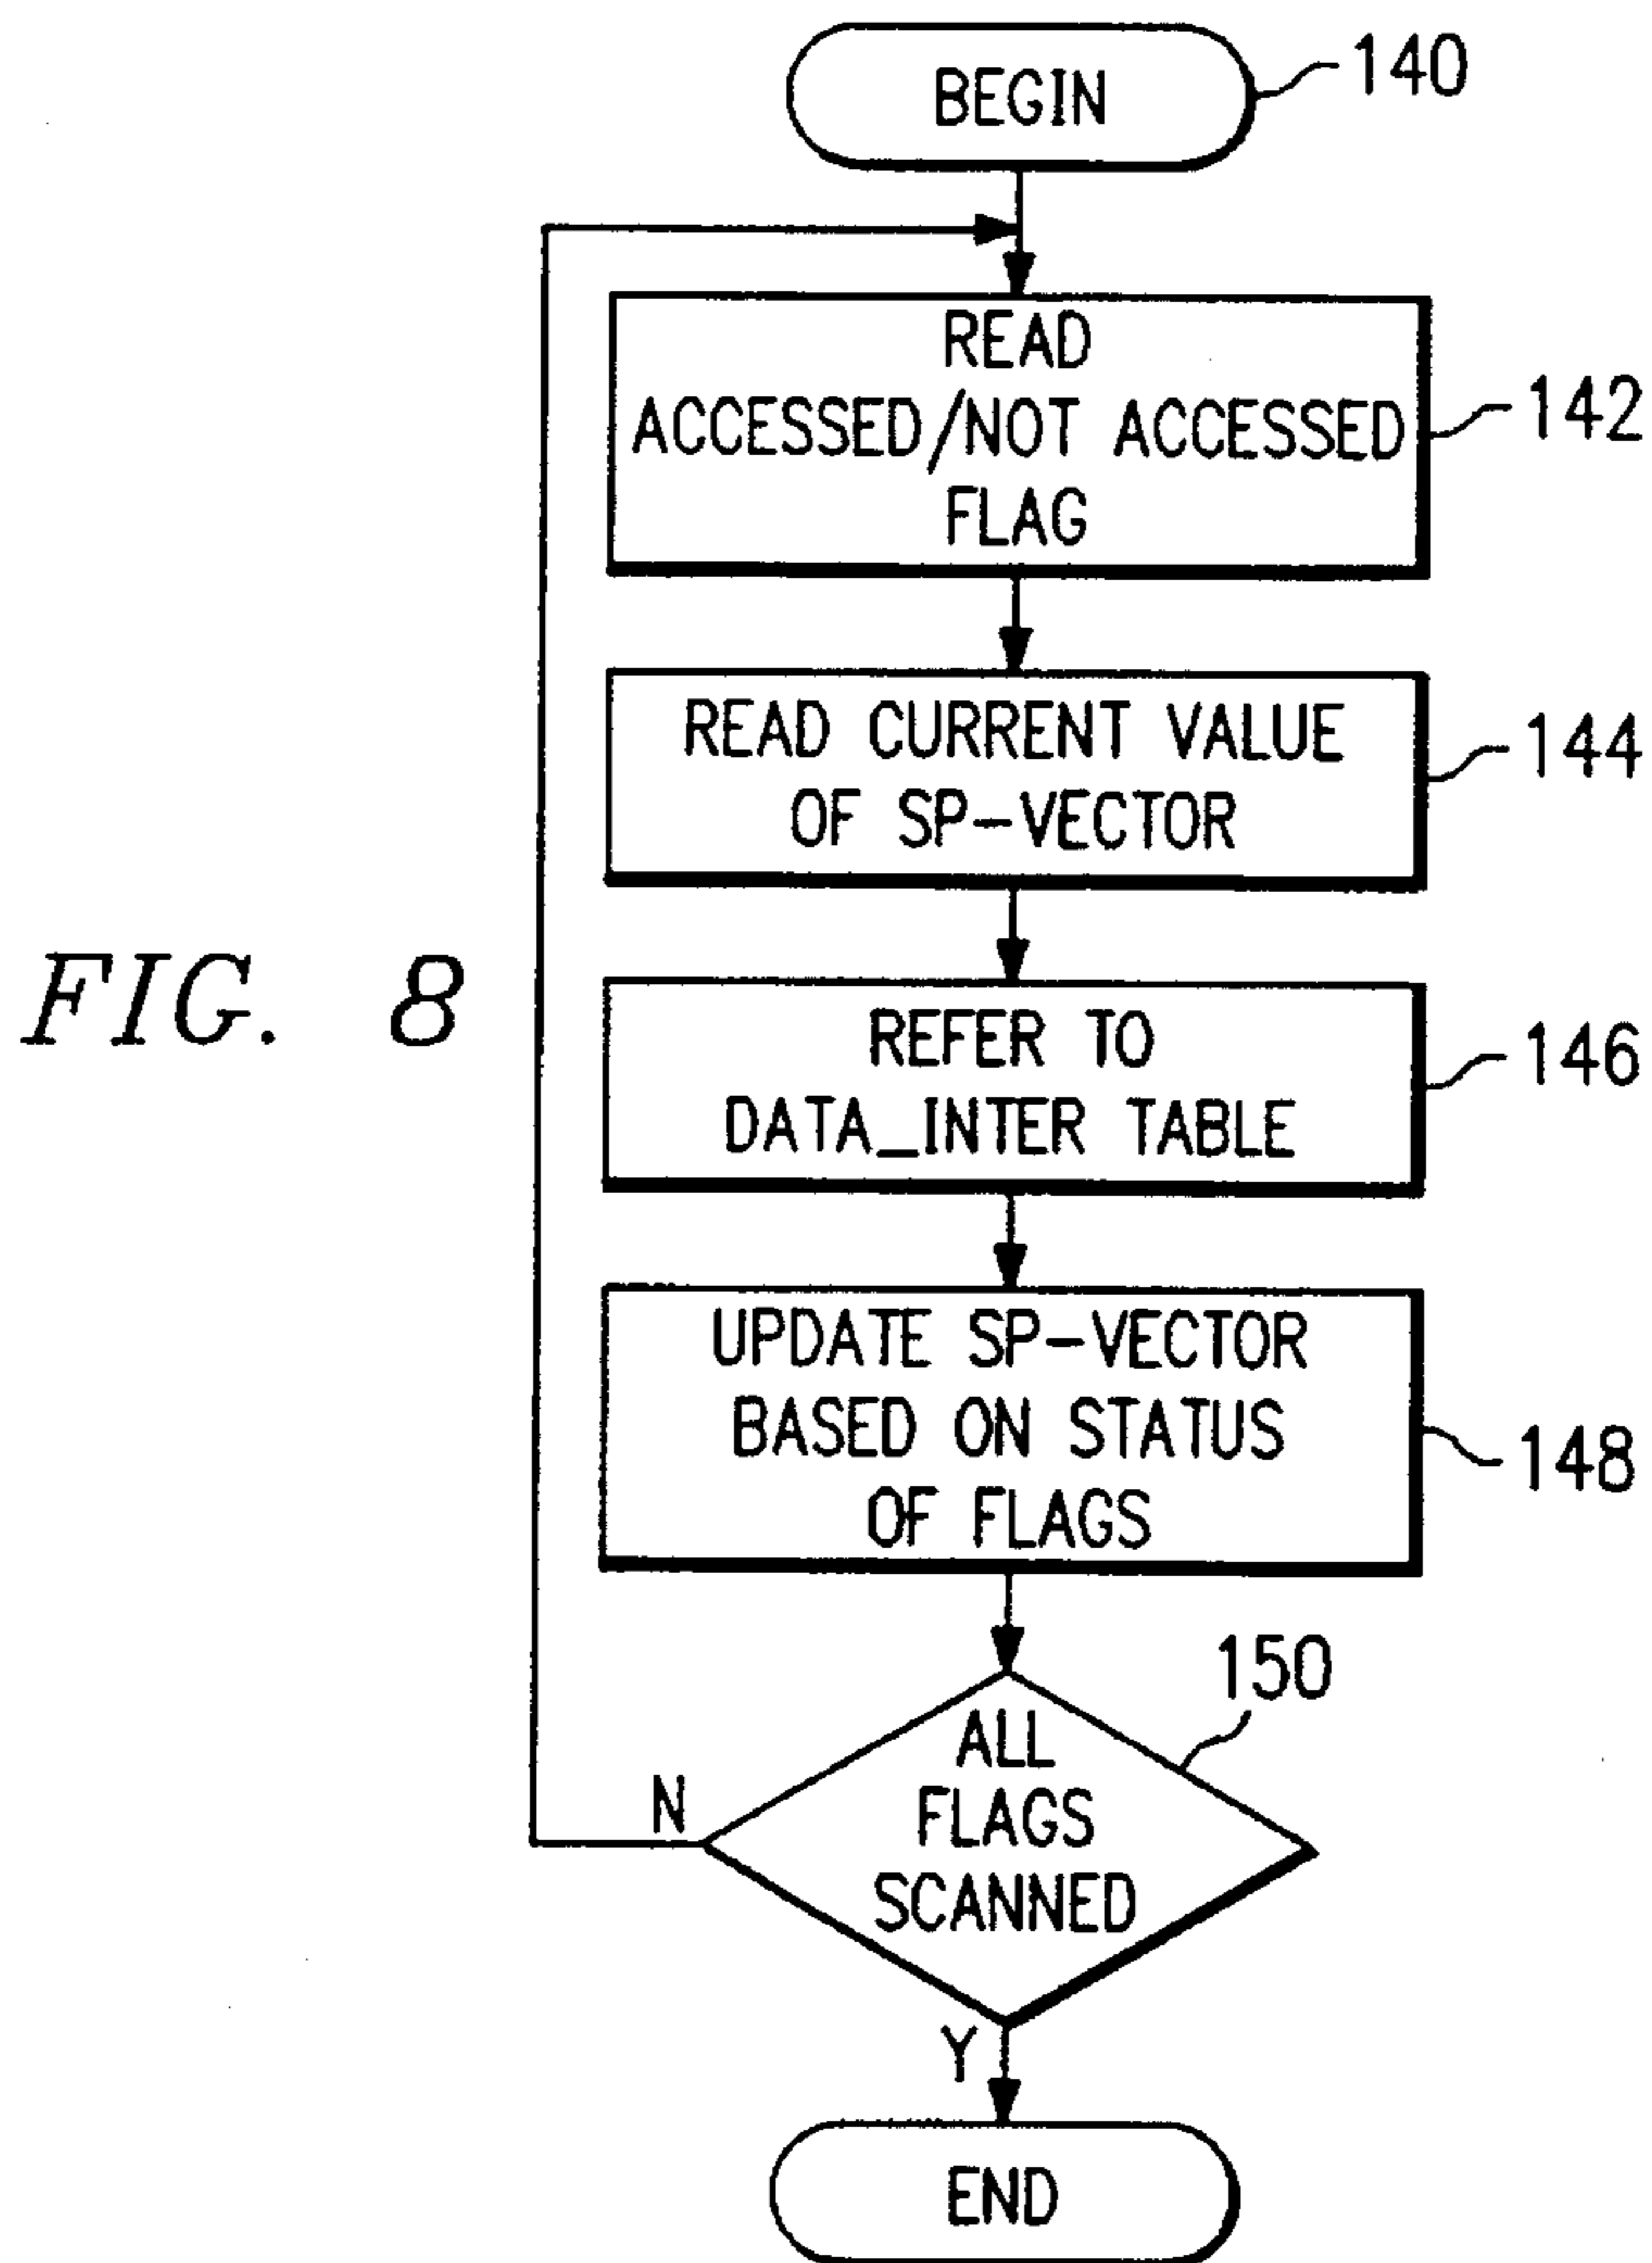 BEGIN
140
READ
ACCESSED/NOT ACCESSED
FLAG
142
READ CURRENT VALUE
OF SP-VECTOR
144
FIG. 8
REFER TO
DATA_INTER TABLE
146
UPDATE SP-VECTOR
BASED ON STATUS
OF FLAGS
148
150
ALL
FLAGS
SCANNED
N
Y
END